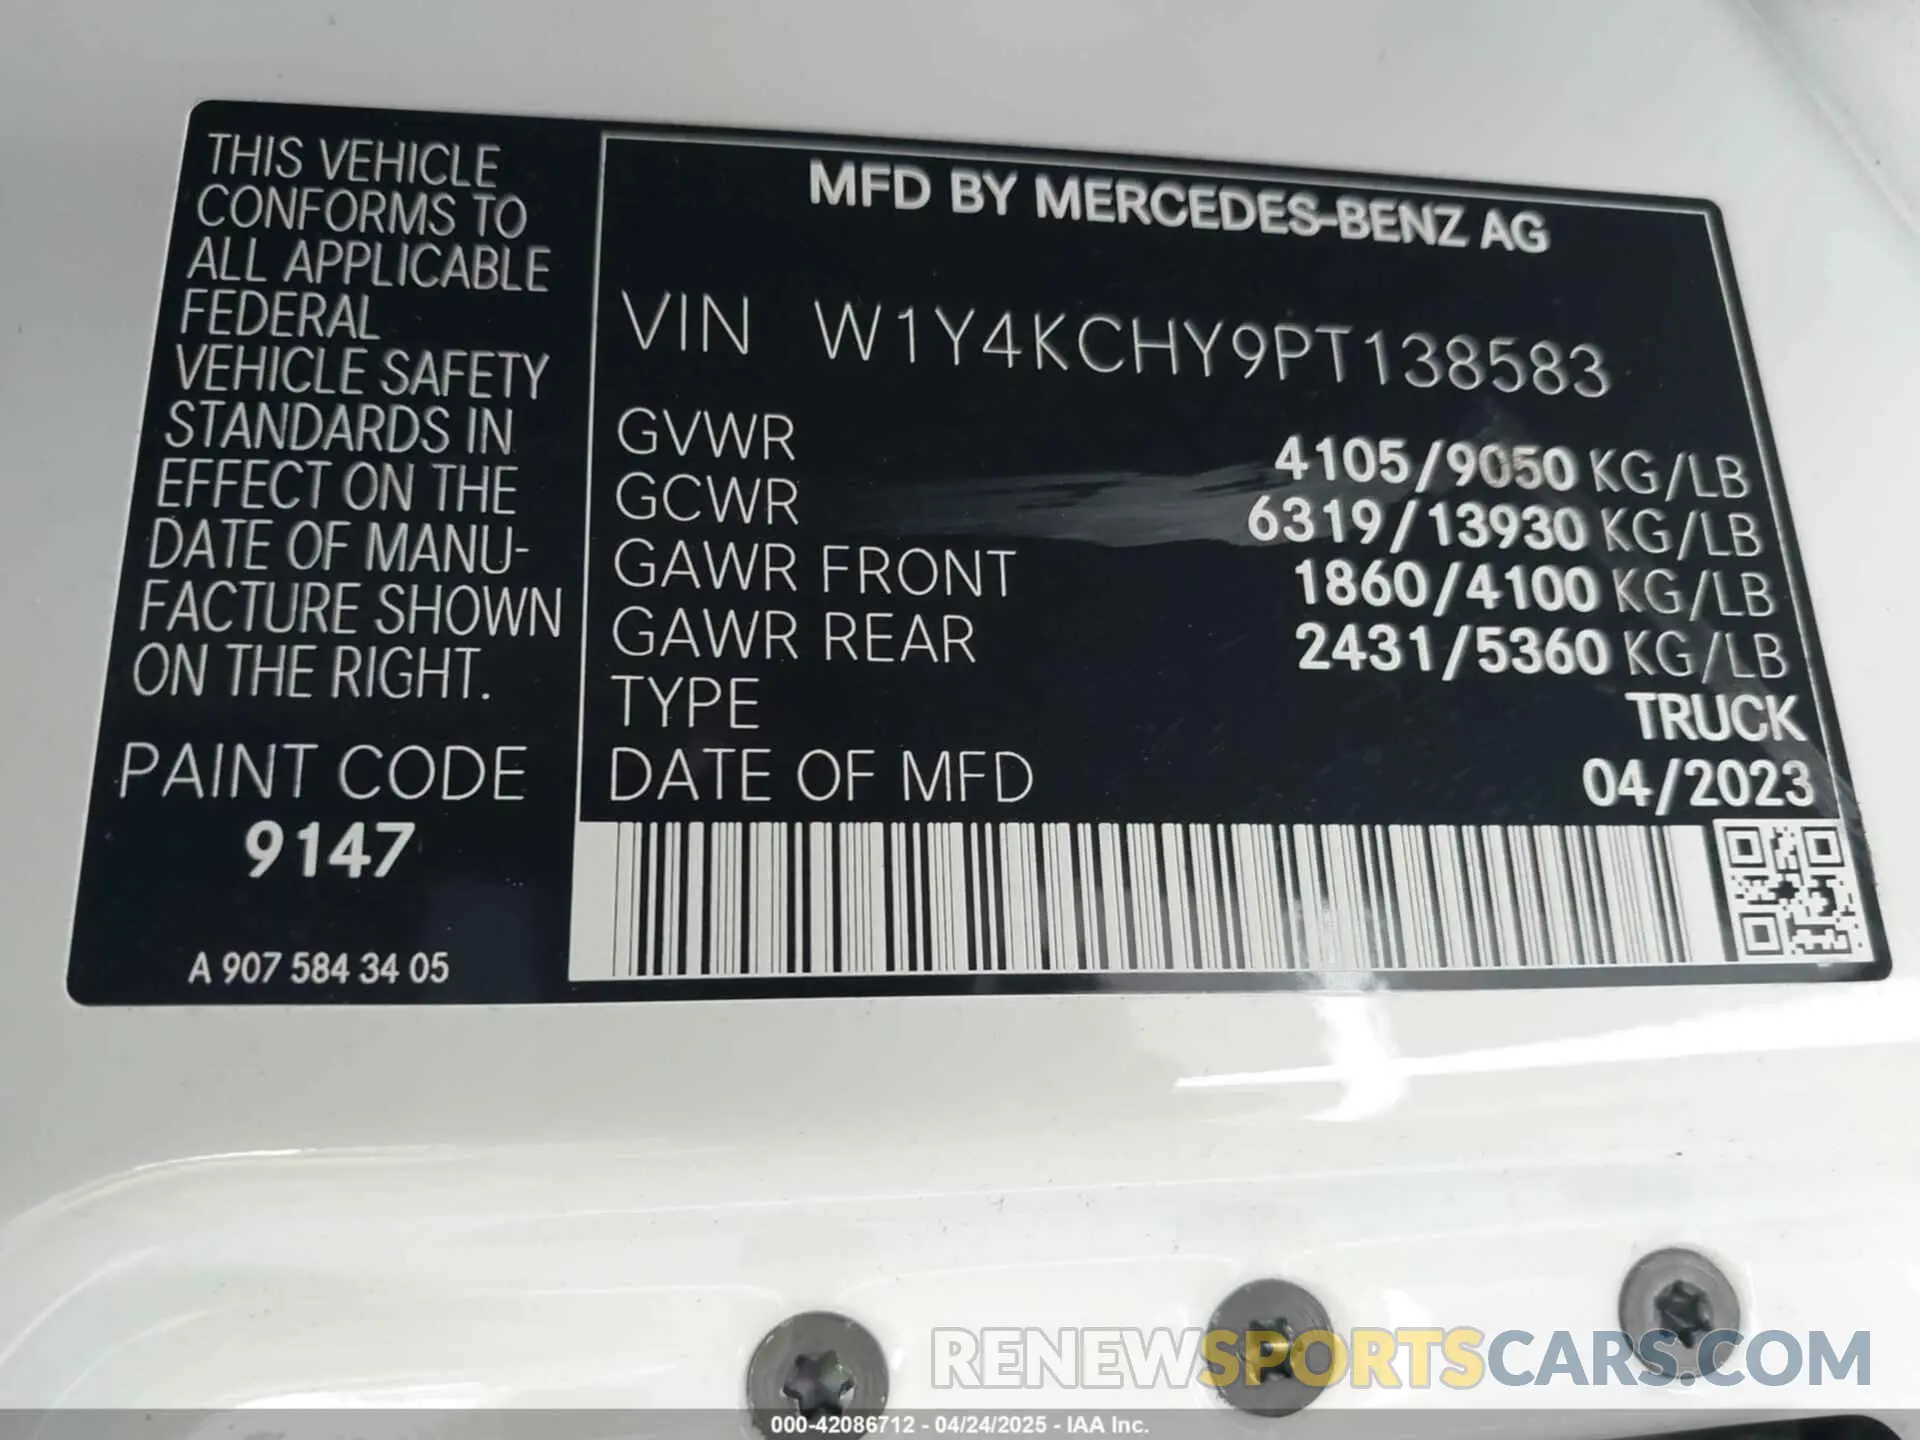 THIS VEHICLE
CONFORMS TO
ALL APPLICABLE
FEDERAL
VEHICLE SAFETY
STANDARDS IN
EFFECT ON THE
DATE OF MANU-
FACTURE SHOWN
ON THE RIGHT.
PAINT CODE
9147
A 907 584 34 05
MFD BY MERCEDES-BENZ AG
VIN W1Y4KCHY9PT138583
GVWR 4105/9050 KG/LB
GCWR 6319/13930 KG/LB
GAWR FRONT 1860/4100 KG/LB
GAWR REAR 2431/5360 KG/LB
TYPE TRUCK
DATE OF MFD 04/2023
RENEWSPORTSCARS.COM
000-42086712 - 04/24/2025 - IAA Inc.